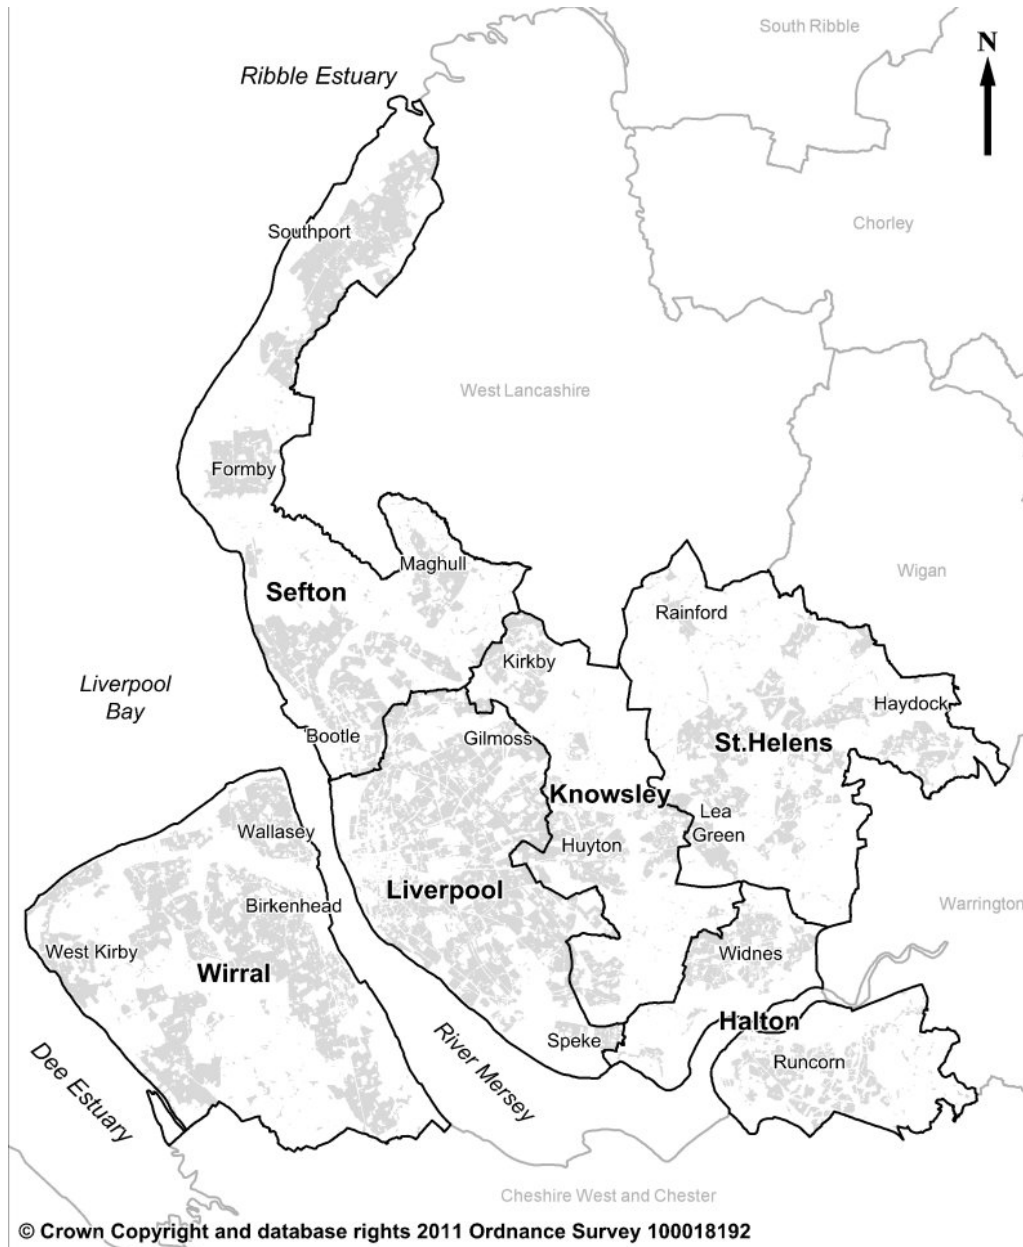 South Ribble
N
Ribble Estuary
Chorley
Southport
West Lancashire
Formby
Maghull
Wigan
Sefton
Rainford
Kirkby
Liverpool
Bay
Haydock
Bootle
Gilmoss
St.Helens
Knowsley
Lea
Green
Wallasey
Huyton
Liverpool
Birkenhead
Warrington
West Kirby
Widnes
Wirral
Halton
Speke
River Mersey
Runcorn
Dee Estuary
Cheshire West and Chester
© Crown Copyright and database rights 2011 Ordnance Survey 100018192